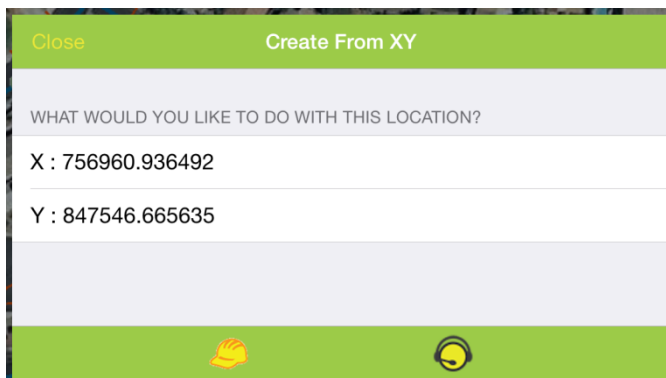 Close
Create From XY
WHAT WOULD YOU LIKE TO DO WITH THIS LOCATION?
X : 756960.936492
Y : 847546.665635